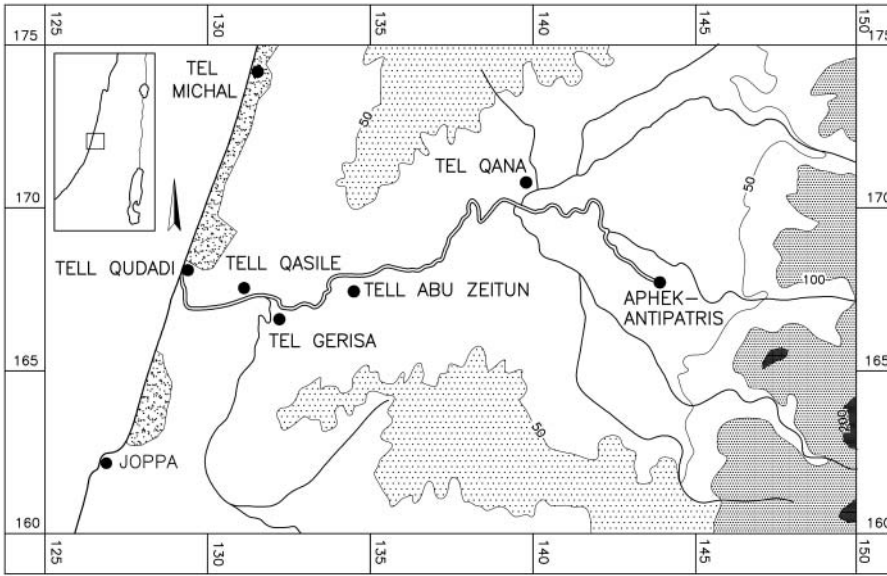 125
130
135
140
145
150
175
175
TEL
MICHAL
50
TEL QANA
170
170
50
TELL QUDADI
TELL QASILE
TELL ABU ZEITUN
APHEK-
ANTIPATRIS
100
TEL GERISA
165
165
50
200
JOPPA
160
160
125
130
135
140
145
150